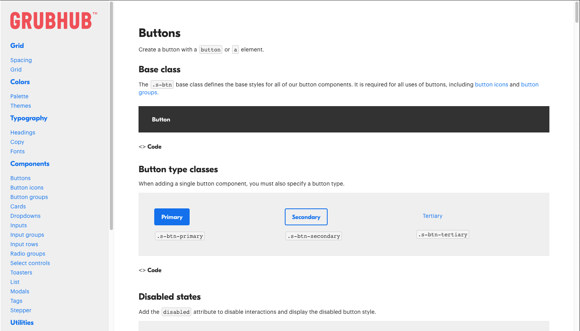 GRUBHUB™
Grid
Spacing
Grid
Colors
Palette
Themes
Typography
Headings
Copy
Fonts
Components
Buttons
Button icons
Button groups
Cards
Dropdowns
Inputs
Input groups
Input rows
Radio groups
Select controls
Toasters
List
Modals
Tags
Stepper
Utilities
Buttons
Create a button with a button or a element.
Base class
The .s-btn base class defines the base styles for all of our button components. It is required for all uses of buttons, including button icons and button
groups.
Button
<> Code
Button type classes
When adding a single button component, you must also specify a button type.
Primary Secondary Tertiary
.s-btn-primary .s-btn-secondary .s-btn-tertiary
<> Code
Disabled states
Add the disabled attribute to disable interactions and display the disabled button style.